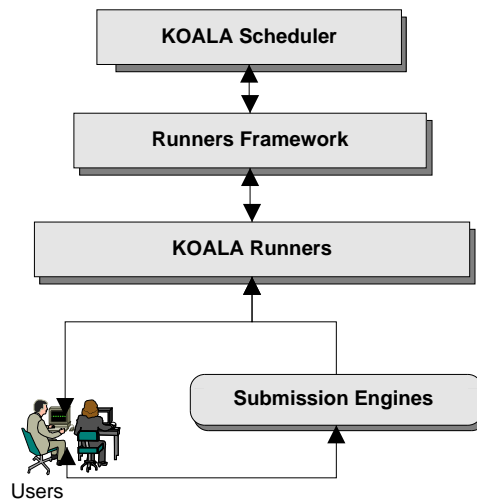 KOALA Scheduler
Runners Framework
KOALA Runners
Submission Engines
Users